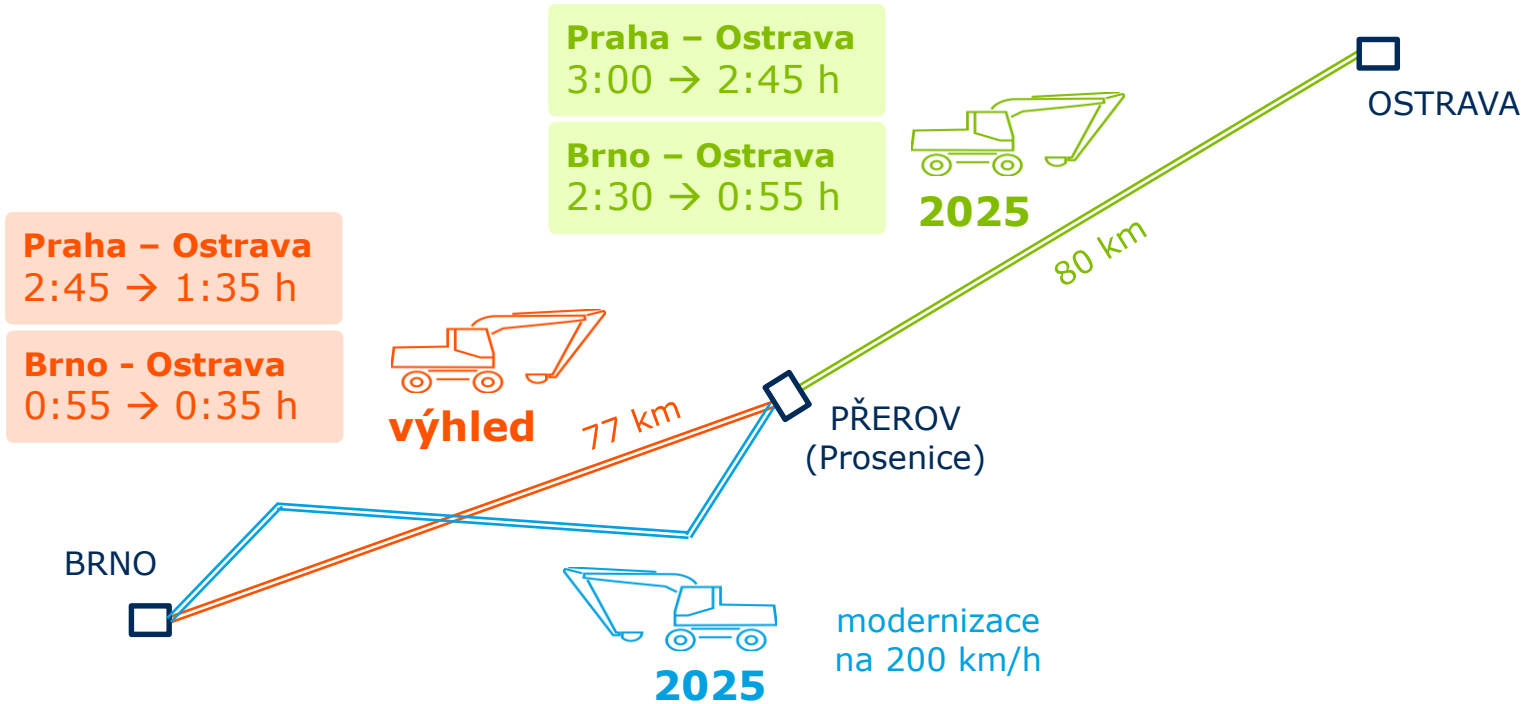 Praha – Ostrava
3:00 → 2:45 h
Brno – Ostrava
2:30 → 0:55 h
2025
OSTRAVA
80 km
Praha – Ostrava
2:45 → 1:35 h
Brno - Ostrava
0:55 → 0:35 h
výhled
77 km
PŘEROV
(Prosenice)
BRNO
modernizace
na 200 km/h
2025